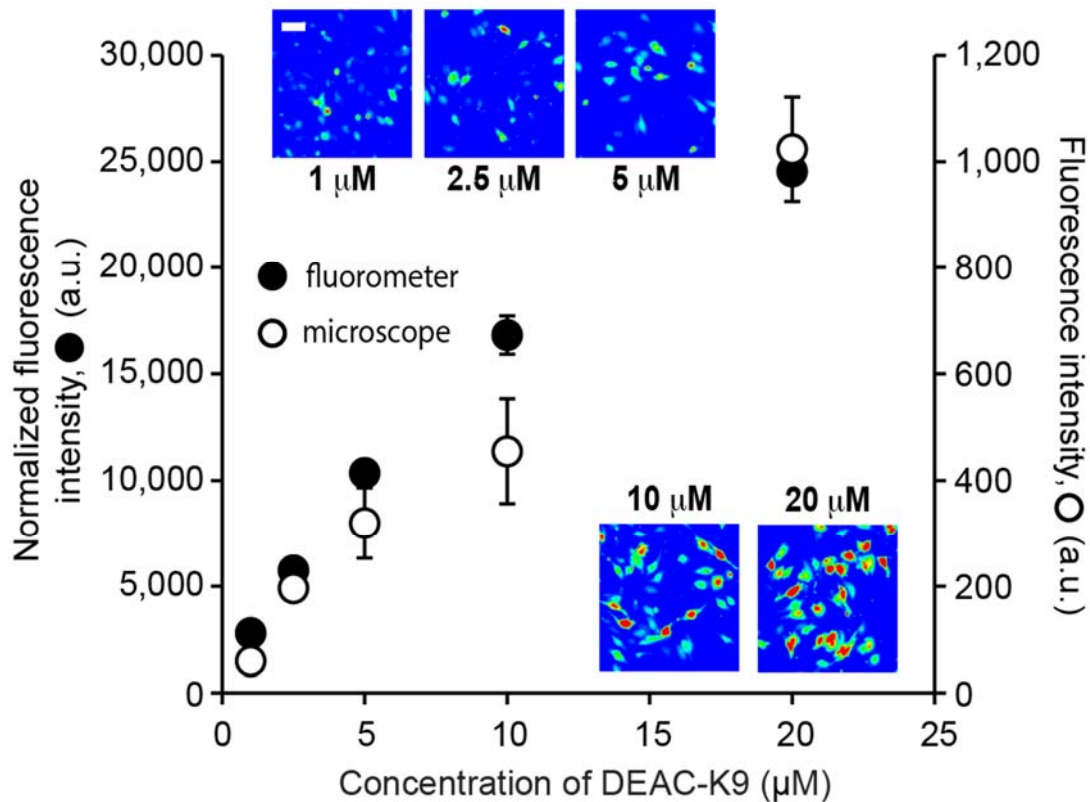 30,000
25,000
20,000
15,000
10,000
5,000
0
Normalized fluorescence
intensity, ● (a.u.)
1 μM 2.5 μM 5 μM
● fluorometer
○ microscope
10 μM 20 μM
1,200
1,000
800
600
400
200
0
Fluorescence intensity, ○ (a.u.)
0 5 10 15 20 25
Concentration of DEAC-K9 (μM)